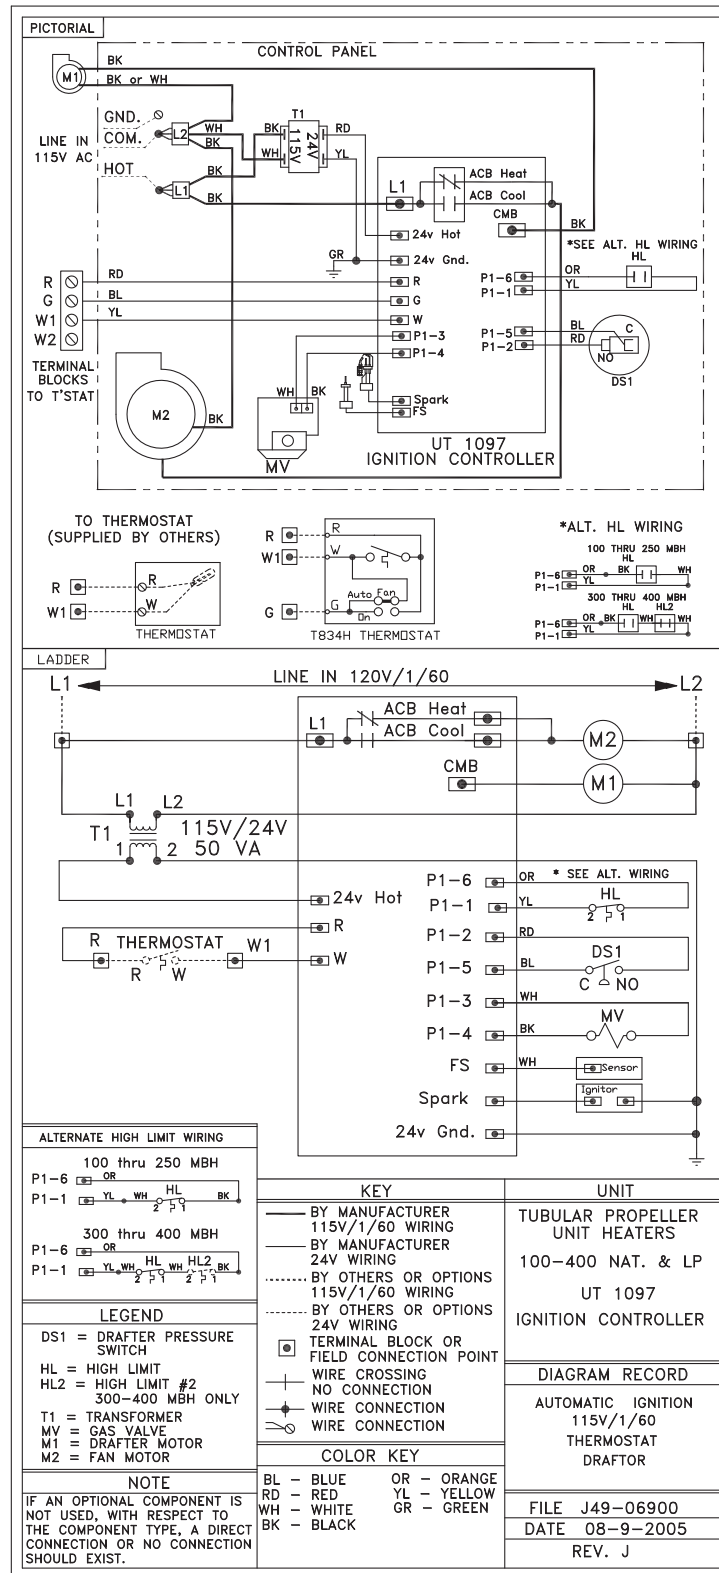 PICTORIAL
CONTROL PANEL
M1
BK
BK or WH
GND.
LINE IN
115V AC
COM.
HOT
L2
WH
BK
L1
BK
BK
T1
BK
WH
115V
24V
RD
YL
L1
ACB Heat
ACB Cool
CMB
BK
24v Hot
GR
24v Gnd.
*SEE ALT. HL WIRING
HL
P1-6
OR
P1-1
YL
R
RD
R
G
BL
G
W1
YL
W
W2
P1-3
P1-4
P1-5
BL
C
P1-2
RD
NO
DS1
TERMINAL
BLOCKS
TO T'STAT
M2
BK
WH
BK
MV
Spark
FS
UT 1097
IGNITION CONTROLLER
TO THERMOSTAT
(SUPPLIED BY OTHERS)
R
R
W1
W
THERMOSTAT
R
R
W1
W
Auto
Fan
G
G
On
T834H THERMOSTAT
*ALT. HL WIRING
100 THRU 250 MBH
HL
P1-6
OR
BK
WH
P1-1
YL
300 THRU 400 MBH
HL
HL2
P1-6
OR
BK
WH
WH
P1-1
YL
LADDER
L1
LINE IN 120V/1/60
L2
L1
ACB Heat
ACB Cool
M2
CMB
M1
L1
L2
T1
115V/24V
50 VA
1
2
24v Hot
R
W
R
THERMOSTAT
W1
R
W
P1-6
OR
* SEE ALT. WIRING
P1-1
YL
HL
2
1
P1-2
RD
P1-5
BL
DS1
C
NO
P1-3
WH
P1-4
BK
MV
FS
WH
Sensor
Spark
Ignitor
24v Gnd.
ALTERNATE HIGH LIMIT WIRING
100 thru 250 MBH
P1-6
OR
P1-1
YL
WH
HL
BK
2
1
300 thru 400 MBH
P1-6
OR
P1-1
YL
WH
HL
WH
HL2
BK
2
1
2
1
LEGEND
DS1 = DRAFTER PRESSURE
SWITCH
HL = HIGH LIMIT
HL2 = HIGH LIMIT #2
300-400 MBH ONLY
T1 = TRANSFORMER
MV = GAS VALVE
M1 = DRAFTER MOTOR
M2 = FAN MOTOR
NOTE
IF AN OPTIONAL COMPONENT IS
NOT USED, WITH RESPECT TO
THE COMPONENT TYPE, A DIRECT
CONNECTION OR NO CONNECTION
SHOULD EXIST.
KEY
BY MANUFACTURER
115V/1/60 WIRING
BY MANUFACTURER
24V WIRING
BY OTHERS OR OPTIONS
115V/1/60 WIRING
BY OTHERS OR OPTIONS
24V WIRING
TERMINAL BLOCK OR
FIELD CONNECTION POINT
WIRE CROSSING
NO CONNECTION
WIRE CONNECTION
WIRE CONNECTION
COLOR KEY
BL - BLUE
OR - ORANGE
RD - RED
YL - YELLOW
WH - WHITE
GR - GREEN
BK - BLACK
UNIT
TUBULAR PROPELLER
UNIT HEATERS
100-400 NAT. & LP
UT 1097
IGNITION CONTROLLER
DIAGRAM RECORD
AUTOMATIC IGNITION
115V/1/60
THERMOSTAT
DRAFTOR
FILE J49-06900
DATE 08-9-2005
REV. J